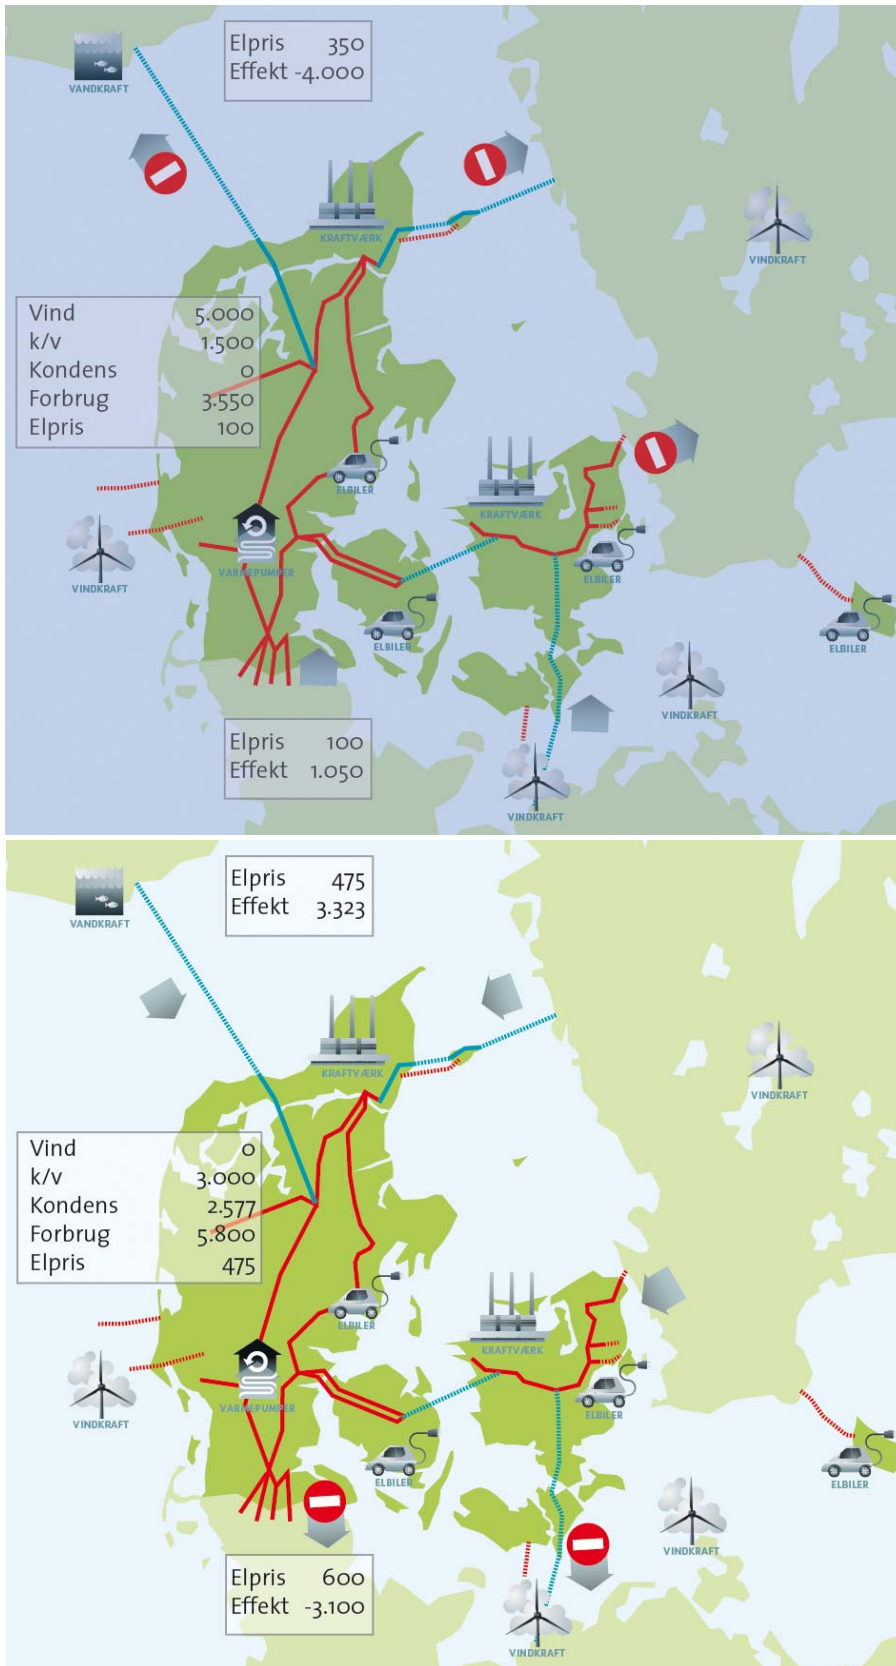 VANDKRAFT
Elpris 350
Effekt -4.000
KRAFTVÆRK
VINDKRAFT
Vind 5.000
k/v 1.500
Kondens 0
Forbrug 3.550
Elpris 100
ELBILER
KRAFTVÆRK
VINDKRAFT
VARMEPUMPER
ELBILER
ELBILER
ELBILER
VINDKRAFT
Elpris 100
Effekt 1.050
VINDKRAFT
VANDKRAFT
Elpris 475
Effekt 3.323
KRAFTVÆRK
VINDKRAFT
Vind 0
k/v 3.000
Kondens 2.577
Forbrug 5.800
Elpris 475
ELBILER
KRAFTVÆRK
VINDKRAFT
VARMEPUMPER
ELBILER
ELBILER
ELBILER
VINDKRAFT
Elpris 600
Effekt -3.100
VINDKRAFT